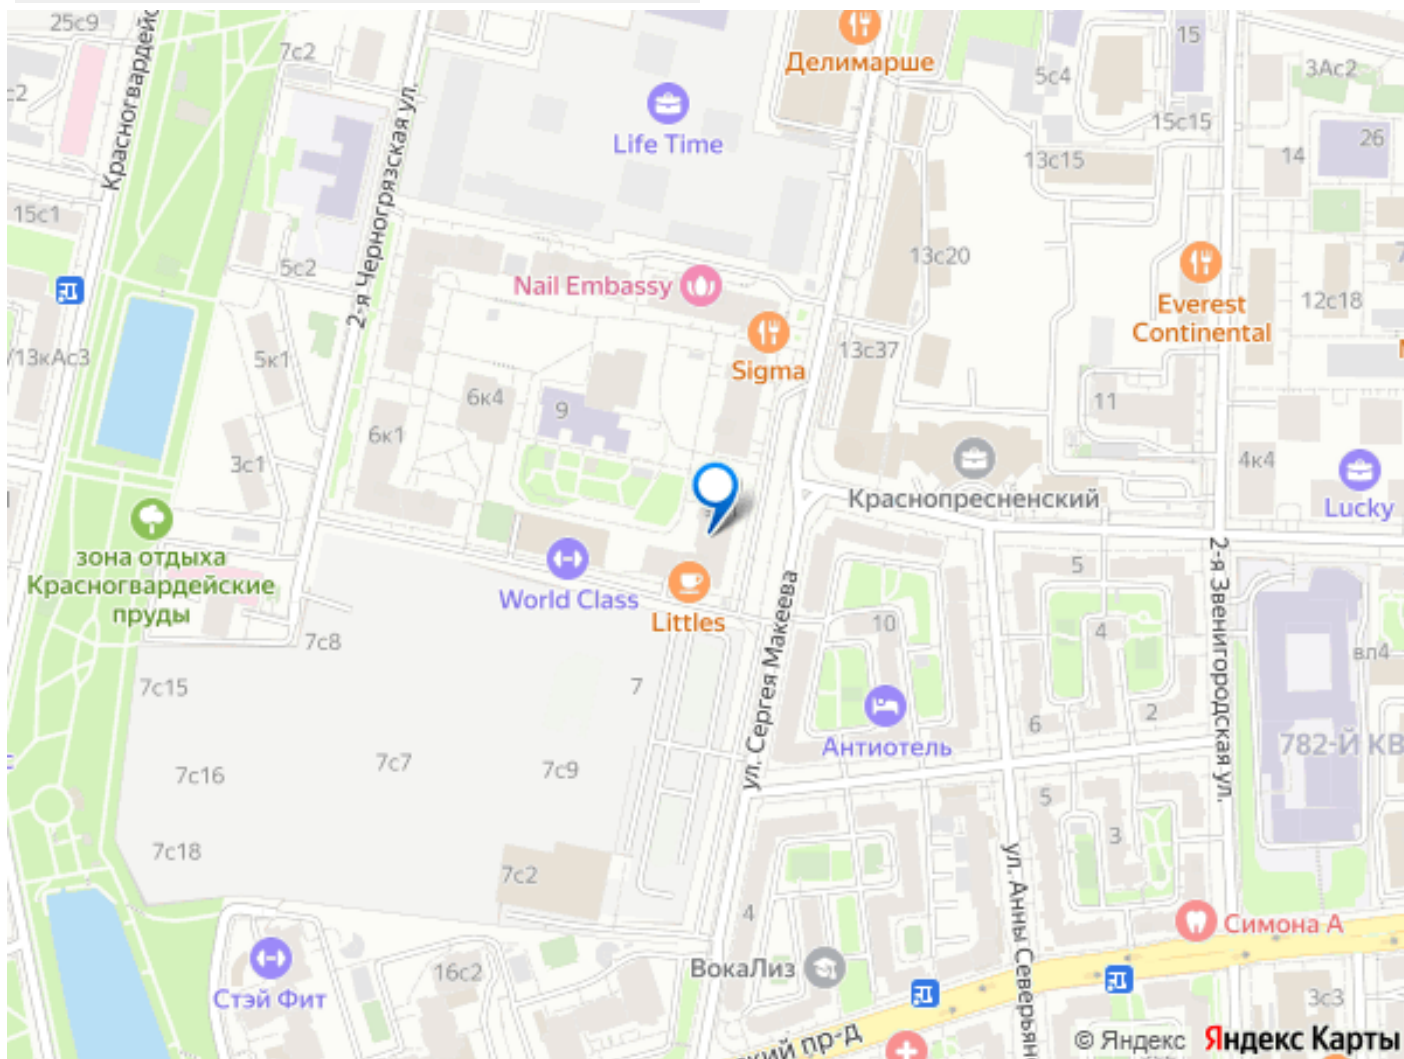 25с9
7с2
Красногвардейс
2-я Черногрязская ул.
Делимарше
15
5с4
3Ас2
Life Time
15с15
26
13с15
14
15с1
5с2
13с20
Nail Embassy
Everest
Continental
12с18
/13кАс3
5к1
Sigma
13с37
6к4
9
11
6к1
3с1
4к4
Краснопресненский
Lucky
зона отдыха
Красногвардейские
пруды
World Class
Littles
ул. Сергея Макеева
5
2-я Звенигородская ул.
10
4
вл4
7с8
7с15
7
6
2
Антиотель
782-Й КВ
7с16
7с7
7с9
5
3
7с18
7с2
ул. Анны Северьян
4
Симона А
ВокаЛиз
16с2
Стэй Фит
3с3
кий пр-д
© Яндекс Яндекс Карты